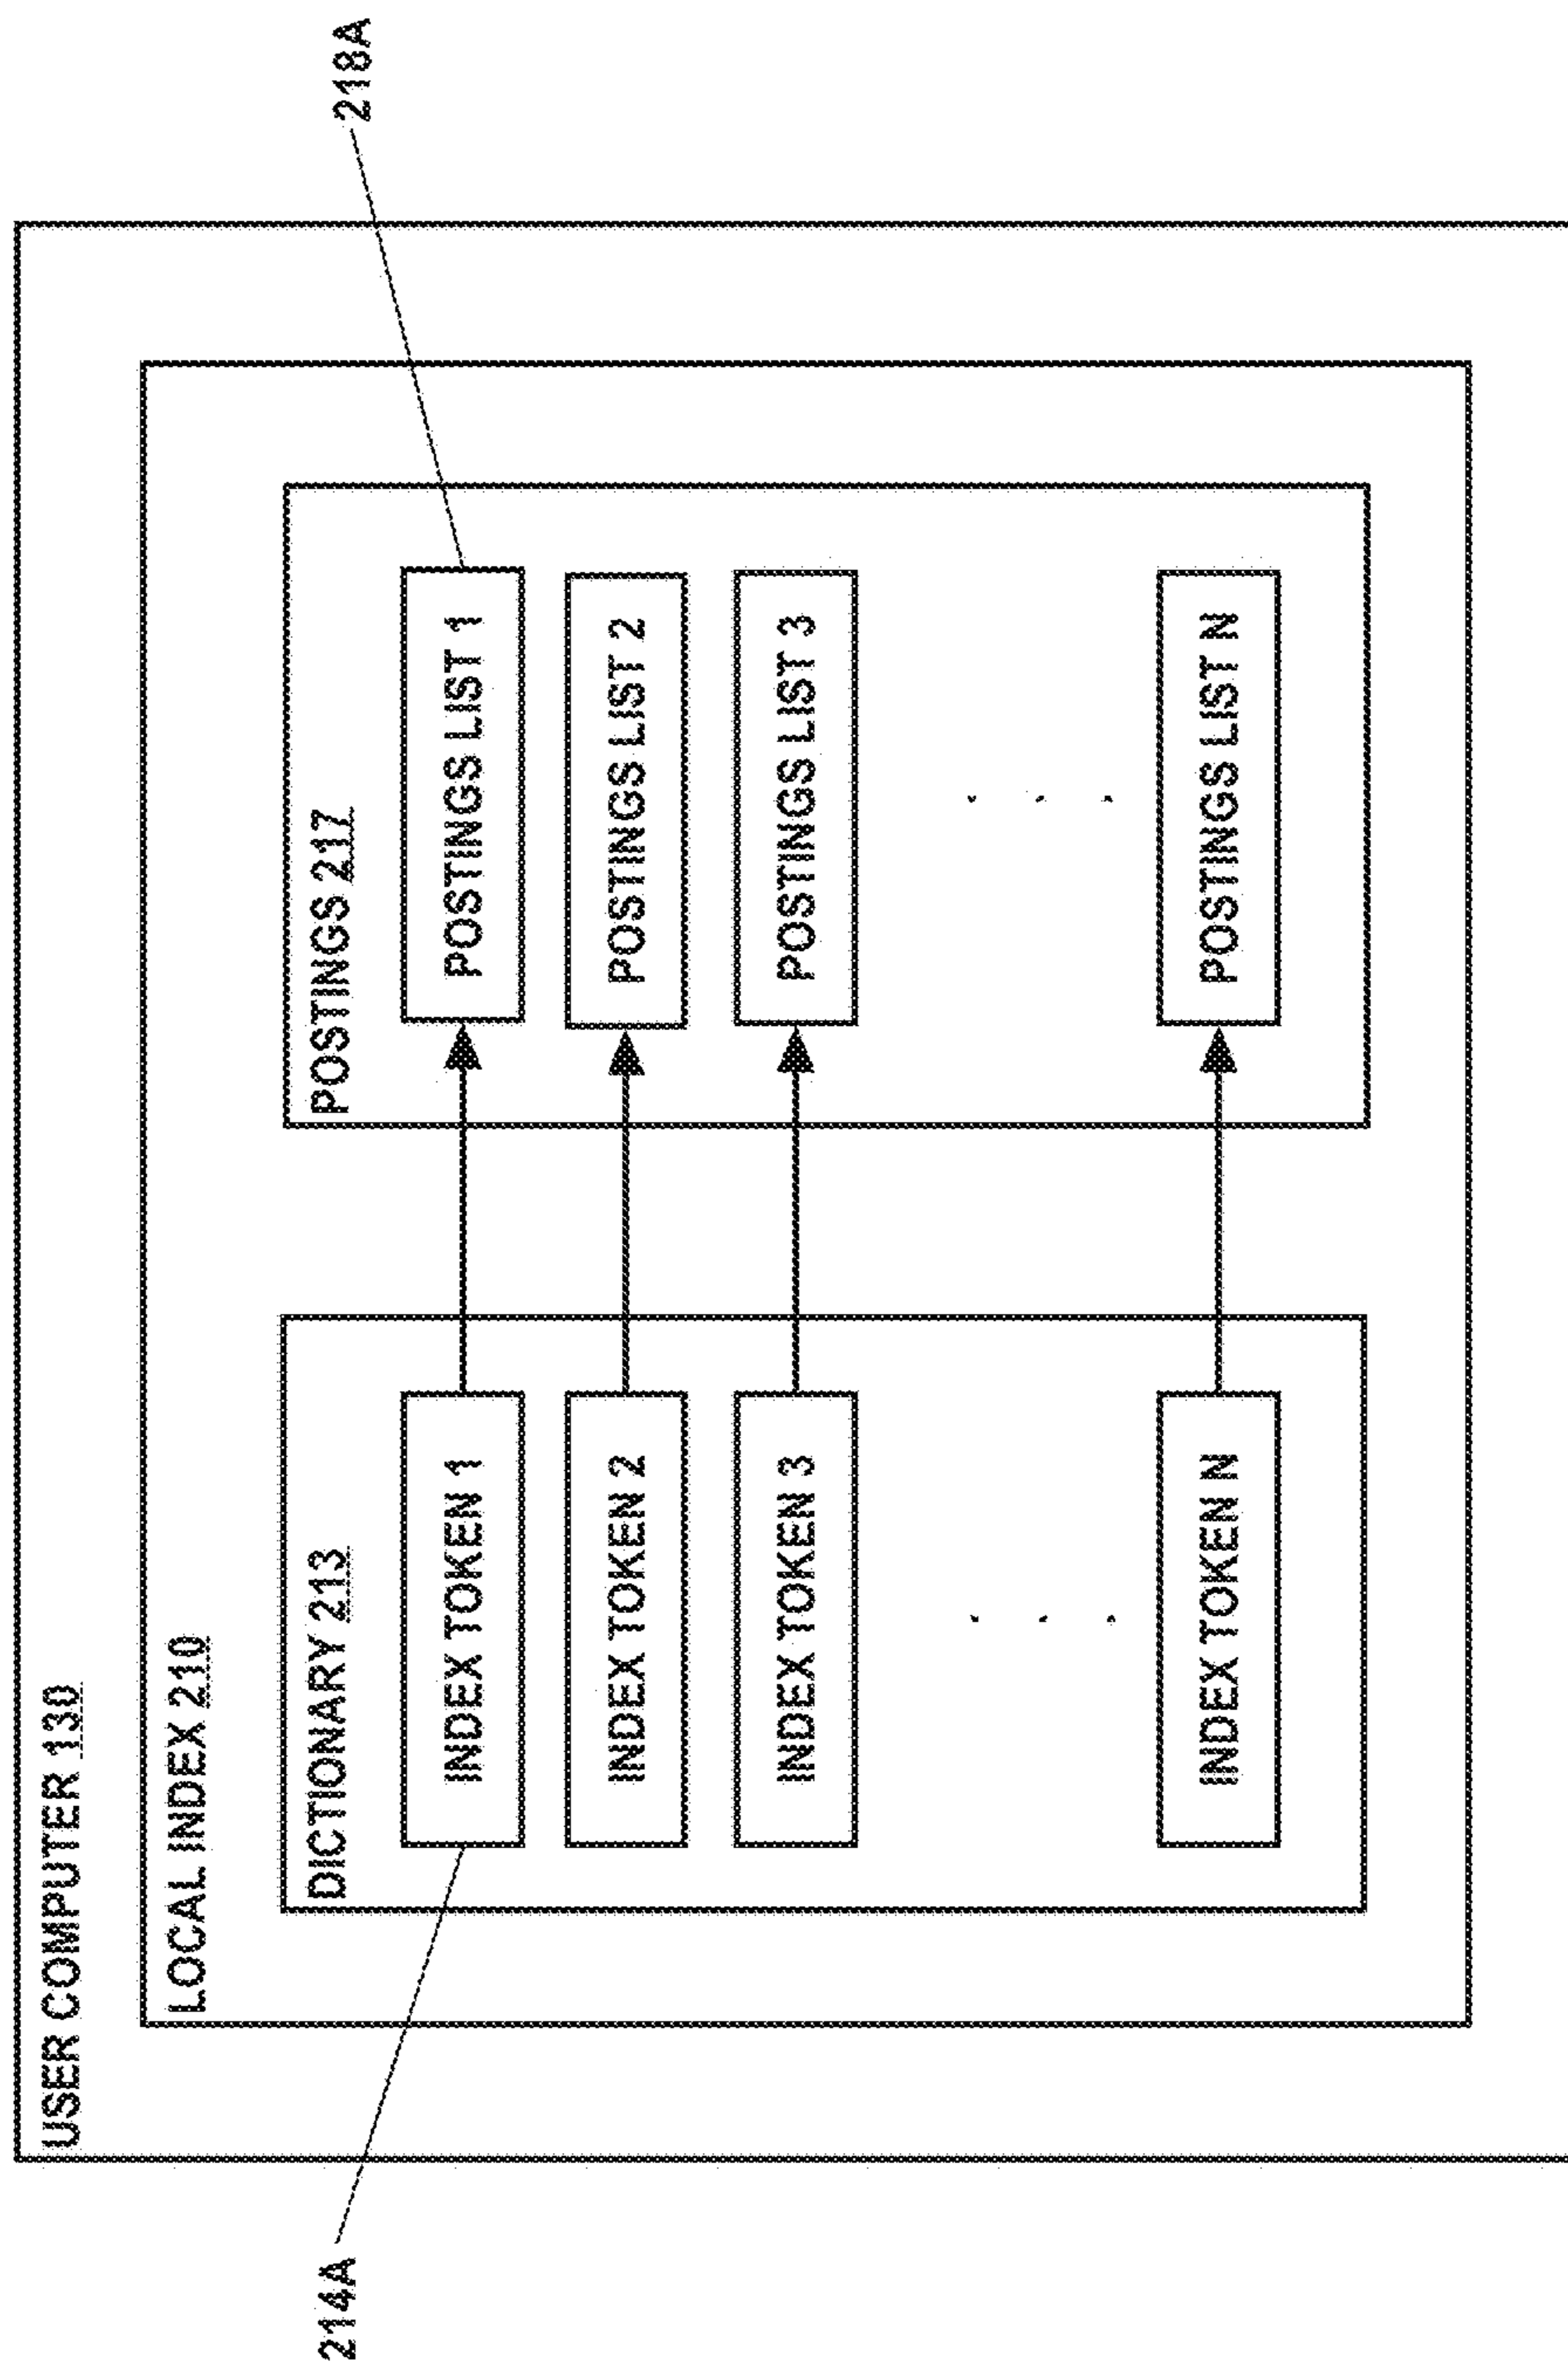 USER COMPUTER 130
LOCAL INDEX 210
DICTIONARY 213
POSTINGS 217
214A
218A
INDEX TOKEN 1
POSTINGS LIST 1
INDEX TOKEN 2
POSTINGS LIST 2
INDEX TOKEN 3
POSTINGS LIST 3
. . .
. . .
INDEX TOKEN N
POSTINGS LIST N